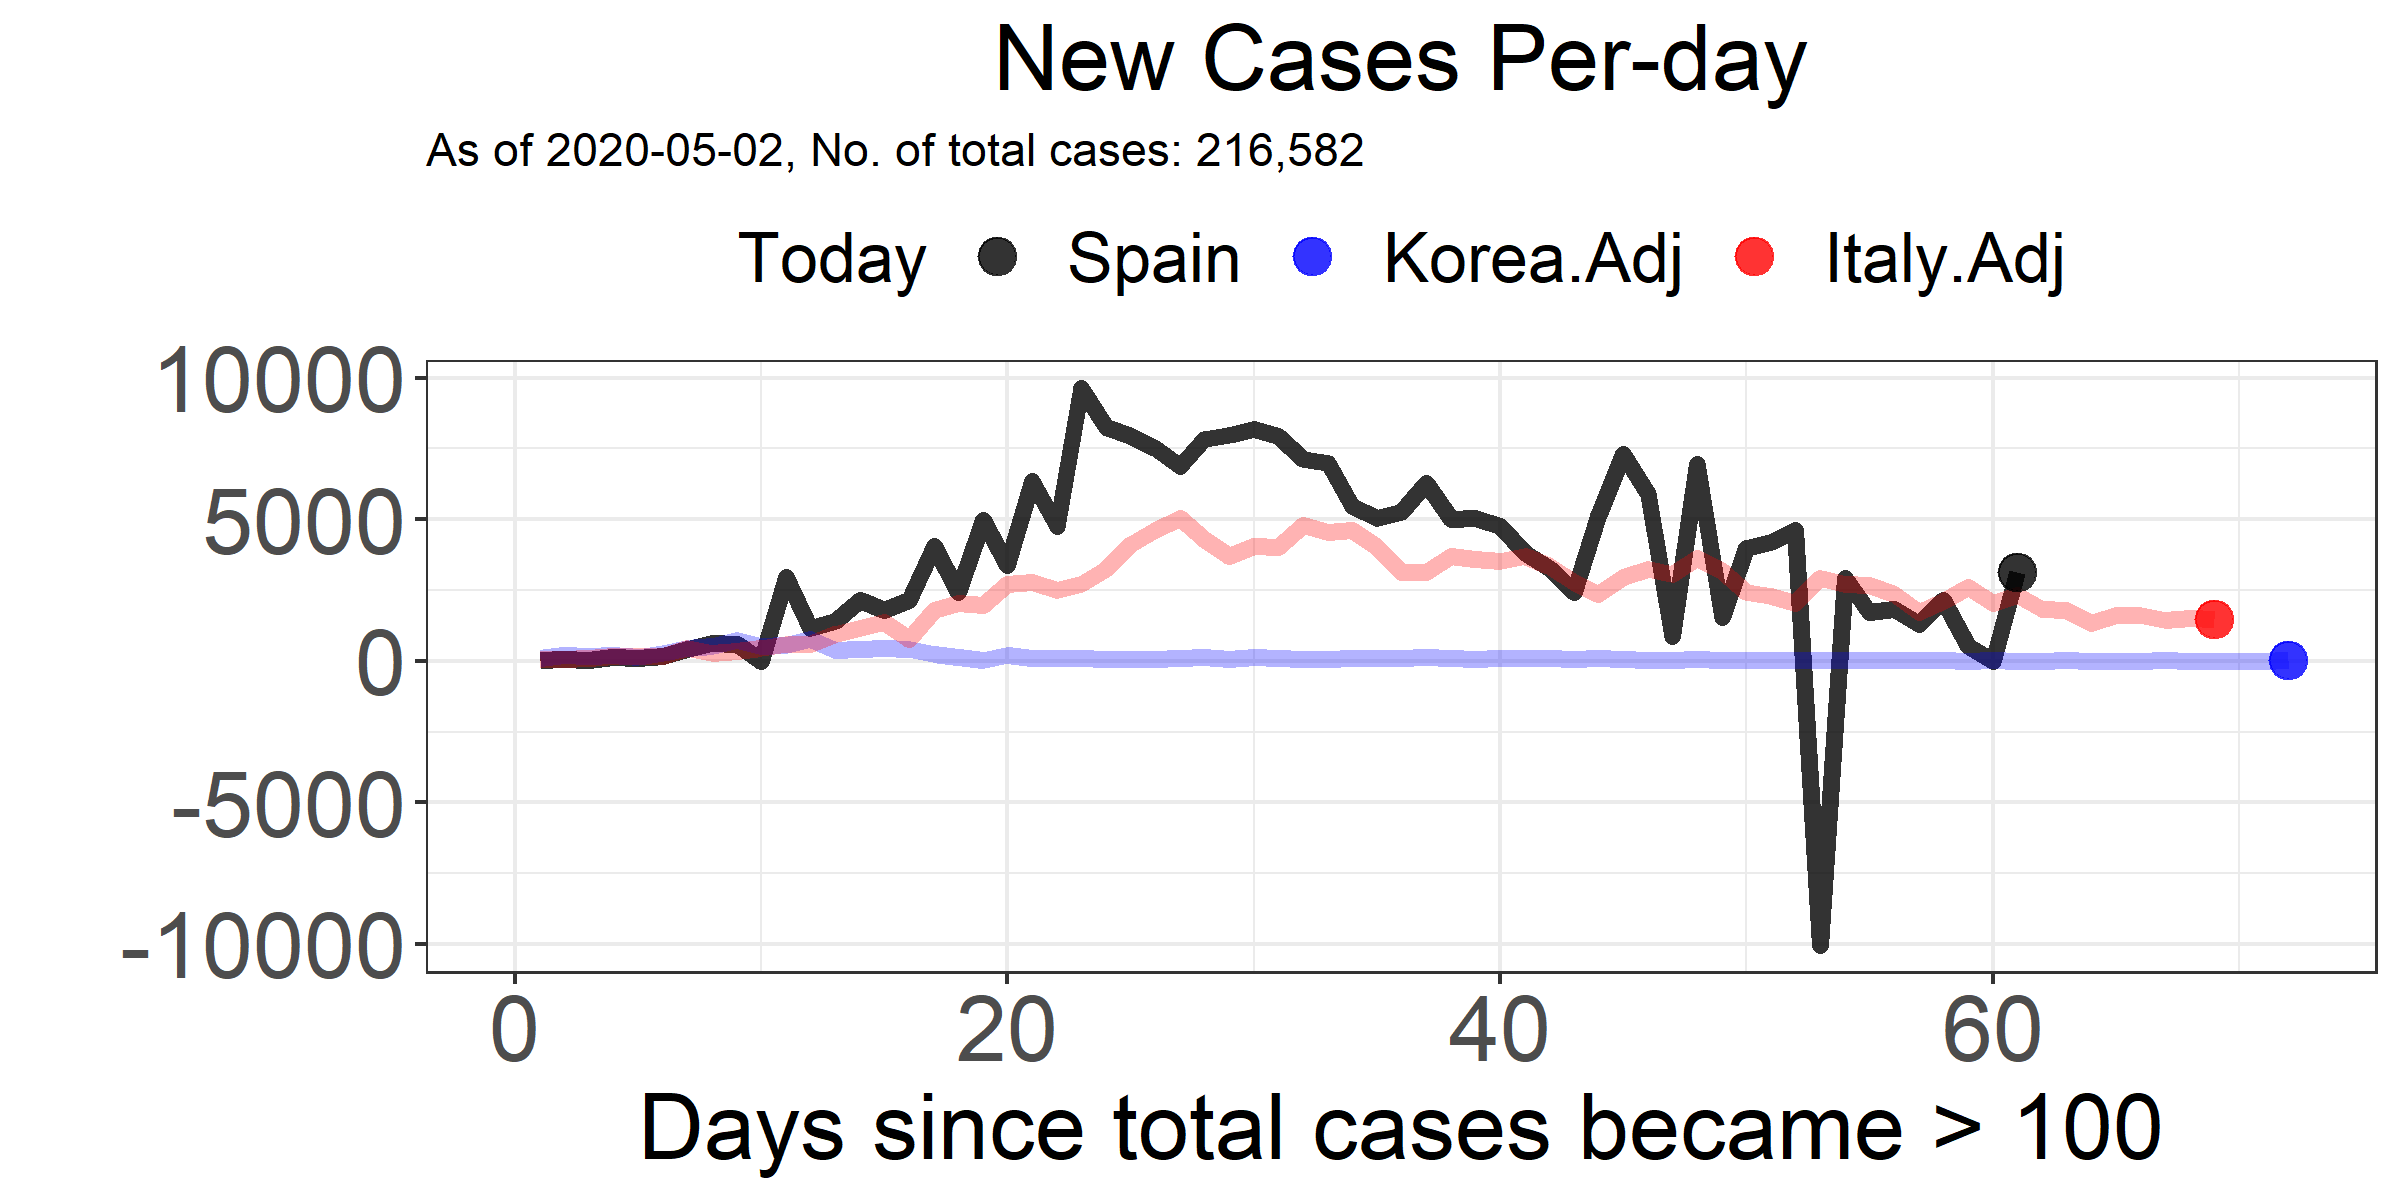 New Cases Per-day
As of 2020-05-02, No. of total cases: 216,582
Today Spain Korea.Adj Italy.Adj
10000
5000
0
-5000
-10000
0 20 40 60
Days since total cases became > 100